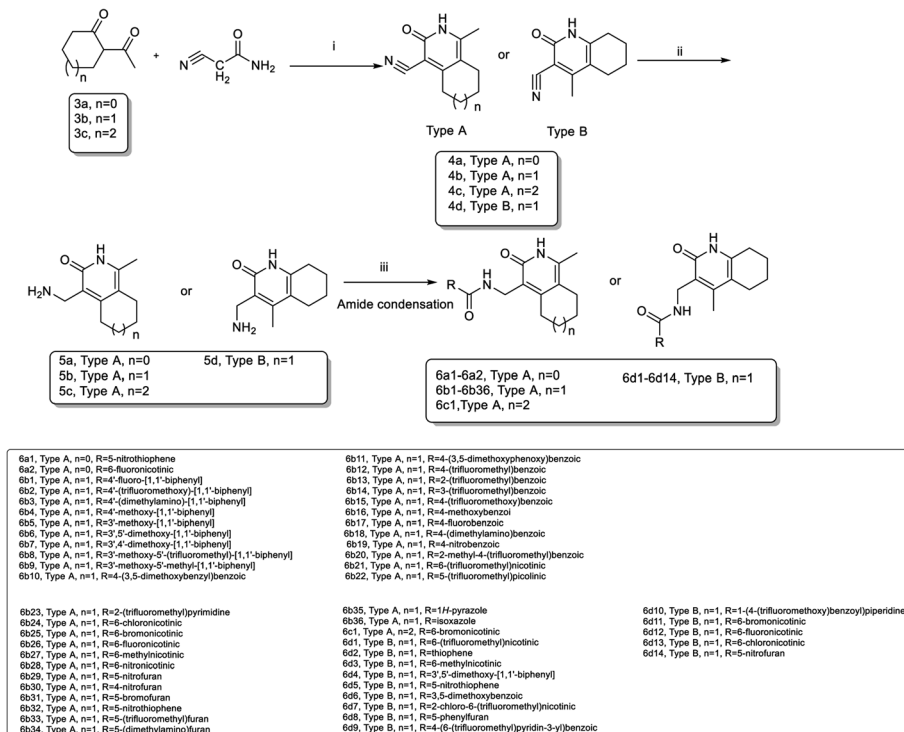 O
O
n
+
N
C
H2
O
NH2
i
O
H
N
N
n
or
O
H
N
N
ii
Type A
Type B
3a, n=0
3b, n=1
3c, n=2
4a, Type A, n=0
4b, Type A, n=1
4c, Type A, n=2
4d, Type B, n=1
O
H
N
H2N
n
or
O
H
N
NH2
iii
Amide condensation
R
O
H
N
O
H
N
n
or
O
H
N
NH
O
R
5a, Type A, n=0
5b, Type A, n=1
5c, Type A, n=2
5d, Type B, n=1
6a1-6a2, Type A, n=0
6b1-6b36, Type A, n=1
6c1,Type A, n=2
6d1-6d14, Type B, n=1
6a1, Type A, n=0, R=5-nitrothiophene
6a2, Type A, n=0, R=6-fluoronicotinic
6b1, Type A, n=1, R=4'-fluoro-[1,1'-biphenyl]
6b2, Type A, n=1, R=4'-(trifluoromethoxy)-[1,1'-biphenyl]
6b3, Type A, n=1, R=4'-(dimethylamino)-[1,1'-biphenyl]
6b4, Type A, n=1, R=4'-methoxy-[1,1'-biphenyl]
6b5, Type A, n=1, R=3'-methoxy-[1,1'-biphenyl]
6b6, Type A, n=1, R=3',5'-dimethoxy-[1,1'-biphenyl]
6b7, Type A, n=1, R=3',4'-dimethoxy-[1,1'-biphenyl]
6b8, Type A, n=1, R=3'-methoxy-5'-(trifluoromethyl)-[1,1'-biphenyl]
6b9, Type A, n=1, R=3'-methoxy-5'-methyl-[1,1'-biphenyl]
6b10, Type A, n=1, R=4-(3,5-dimethoxybenzyl)benzoic
6b11, Type A, n=1, R=4-(3,5-dimethoxyphenoxy)benzoic
6b12, Type A, n=1, R=4-(trifluoromethyl)benzoic
6b13, Type A, n=1, R=2-(trifluoromethyl)benzoic
6b14, Type A, n=1, R=3-(trifluoromethyl)benzoic
6b15, Type A, n=1, R=4-(trifluoromethoxy)benzoic
6b16, Type A, n=1, R=4-methoxybenzoi
6b17, Type A, n=1, R=4-fluorobenzoic
6b18, Type A, n=1, R=4-(dimethylamino)benzoic
6b19, Type A, n=1, R=4-nitrobenzoic
6b20, Type A, n=1, R=2-methyl-4-(trifluoromethyl)benzoic
6b21, Type A, n=1, R=6-(trifluoromethyl)nicotinic
6b22, Type A, n=1, R=5-(trifluoromethyl)picolinic
6b23, Type A, n=1, R=2-(trifluoromethyl)pyrimidine
6b24, Type A, n=1, R=6-chloronicotinic
6b25, Type A, n=1, R=6-bromonicotinic
6b26, Type A, n=1, R=6-fluoronicotinic
6b27, Type A, n=1, R=6-methylnicotinic
6b28, Type A, n=1, R=6-nitronicotinic
6b29, Type A, n=1, R=5-nitrofuran
6b30, Type A, n=1, R=4-nitrofuran
6b31, Type A, n=1, R=5-bromofuran
6b32, Type A, n=1, R=5-nitrothiophene
6b33, Type A, n=1, R=5-(trifluoromethyl)furan
6b34, Type A, n=1, R=5-(dimethylamino)furan
6b35, Type A, n=1, R=1H-pyrazole
6b36, Type A, n=1, R=isoxazole
6c1, Type A, n=2, R=6-bromonicotinic
6d1, Type B, n=1, R=6-(trifluoromethyl)nicotinic
6d2, Type B, n=1, R=thiophene
6d3, Type B, n=1, R=6-methylnicotinic
6d4, Type B, n=1, R=3',5'-dimethoxy-[1,1'-biphenyl]
6d5, Type B, n=1, R=5-nitrothiophene
6d6, Type B, n=1, R=3,5-dimethoxybenzoic
6d7, Type B, n=1, R=2-chloro-6-(trifluoromethyl)nicotinic
6d8, Type B, n=1, R=5-phenylfuran
6d9, Type B, n=1, R=4-(6-(trifluoromethyl)pyridin-3-yl)benzoic
6d10, Type B, n=1, R=1-(4-(trifluoromethoxy)benzoyl)piperidine
6d11, Type B, n=1, R=6-bromonicotinic
6d12, Type B, n=1, R=6-fluoronicotinic
6d13, Type B, n=1, R=6-chloronicotinic
6d14, Type B, n=1, R=5-nitrofuran